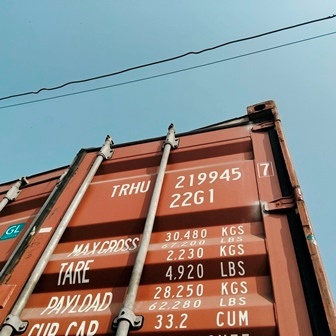 TRHU 219945 7
22G1
MAX.GROSS 30.480 KGS
67.200 LBS
TARE 2.230 KGS
4,920 LBS
PAYLOAD 28.250 KGS
62.280 LBS
CUB.CAP. 33.2 CUM
GL